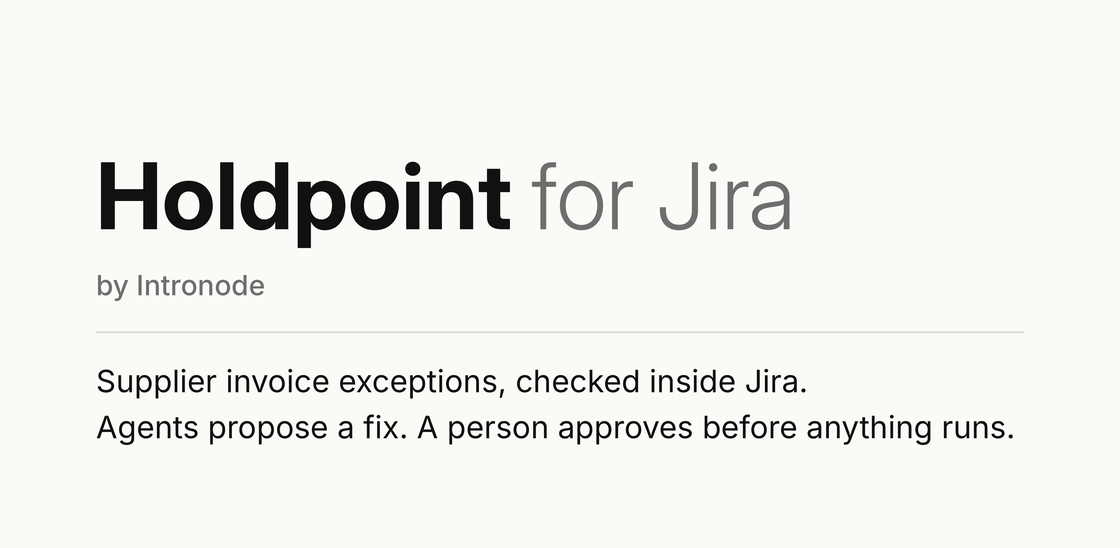 Holdpoint for Jira
by Intronode
Supplier invoice exceptions, checked inside Jira.
Agents propose a fix. A person approves before anything runs.